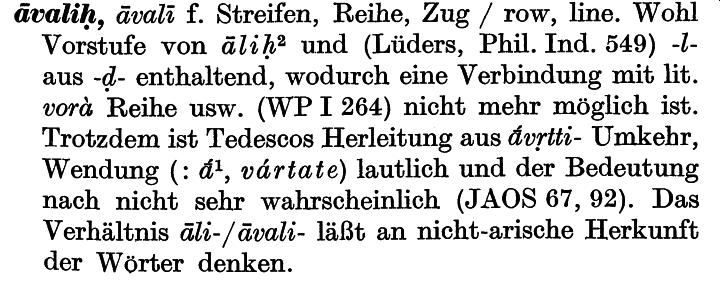 āvaliḥ, āvalī f. Streifen, Reihe, Zug / row, line. Wohl
Vorstufe von āliḥ² und (Lüders, Phil. Ind. 549) -l-
aus -ḍ- enthaltend, wodurch eine Verbindung mit lit.
vorà Reihe usw. (WP I 264) nicht mehr möglich ist.
Trotzdem ist Tedescos Herleitung aus ā́vṛtti- Umkehr,
Wendung (: ā́¹, vártate) lautlich und der Bedeutung
nach nicht sehr wahrscheinlich (JAOS 67, 92). Das
Verhältnis āli-/āvali- läßt an nicht-arische Herkunft
der Wörter denken.